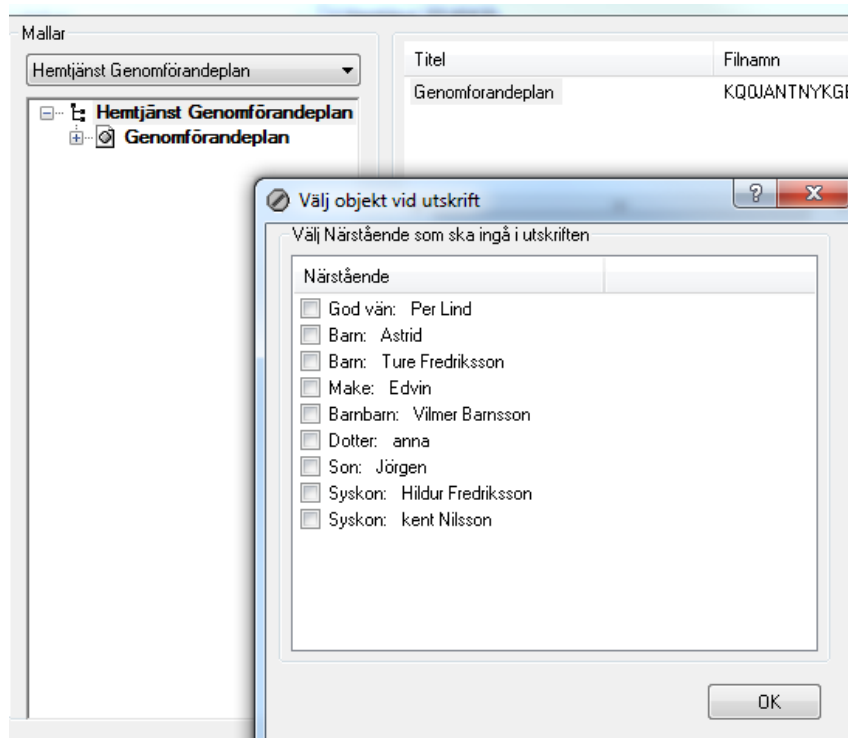 Mallar
Hemtjänst Genomförandeplan
Hemtjänst Genomförandeplan
Genomförandeplan
Titel Filnamn
Genomforandeplan
Välj objekt vid utskrift
Välj Närstående som ska ingå i utskriften
Närstående
God vän: Per Lind
Barn: Astrid
Barn: Ture Fredriksson
Make: Edvin
Barnbarn: Vilmer Barnsson
Dotter: anna
Son: Jörgen
Syskon: Hildur Fredriksson
Syskon: kent Nilsson
OK